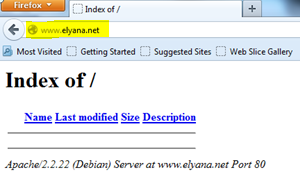 Firefox
Index of /
www.elyana.net
Most Visited Getting Started Suggested Sites Web Slice Gallery
Index of /
Name Last modified Size Description
Apache/2.2.22 (Debian) Server at www.elyana.net Port 80